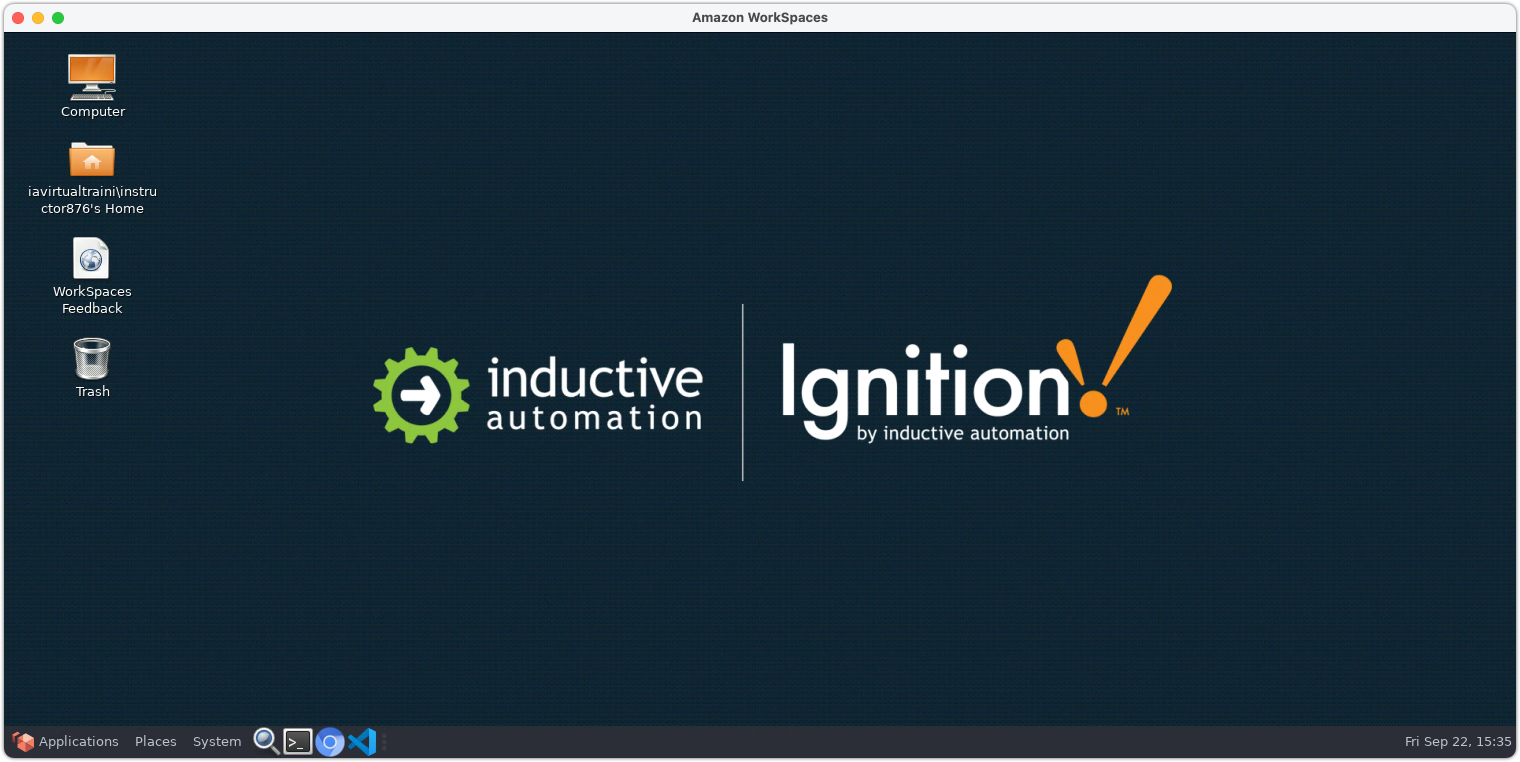 Amazon WorkSpaces
Computer
iavirtualtraini\instru
ctor876's Home
WorkSpaces
Feedback
Trash
inductive
automation
Ignition!
TM
by inductive automation
Applications
Places
System
>_
Fri Sep 22, 15:35